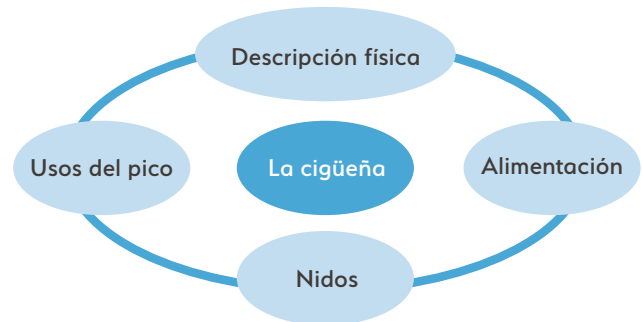 Descripción física
Usos del pico
La cigüeña
Alimentación
Nidos